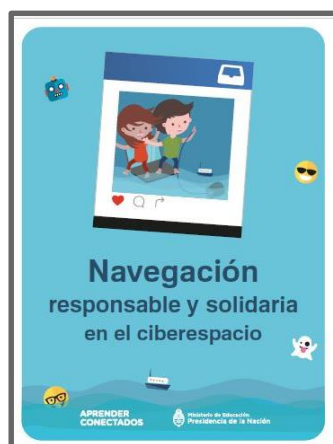 Navegación
responsable y solidaria
en el ciberespacio
APRENDER
CONECTADOS
Ministerio de Educación
Presidencia de la Nación